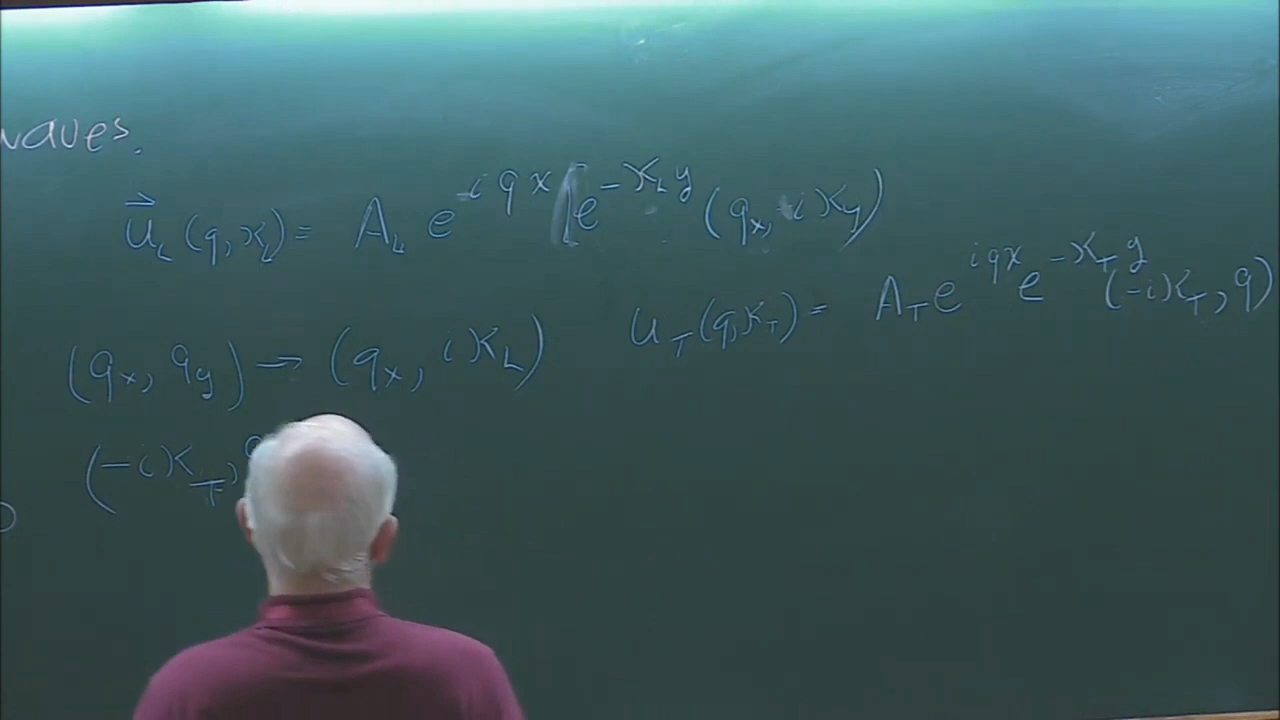 waves.
u⃗_L (q, κ_L) = A_L e^{iqx} e^{-κ_L y} (q_x, iκ_y)
u_T (q, κ_T) = A_T e^{iqx} e^{-κ_T y} (-iκ_T, q)
(q_x, q_y) → (q_x, iκ_L)
(-iκ_T,